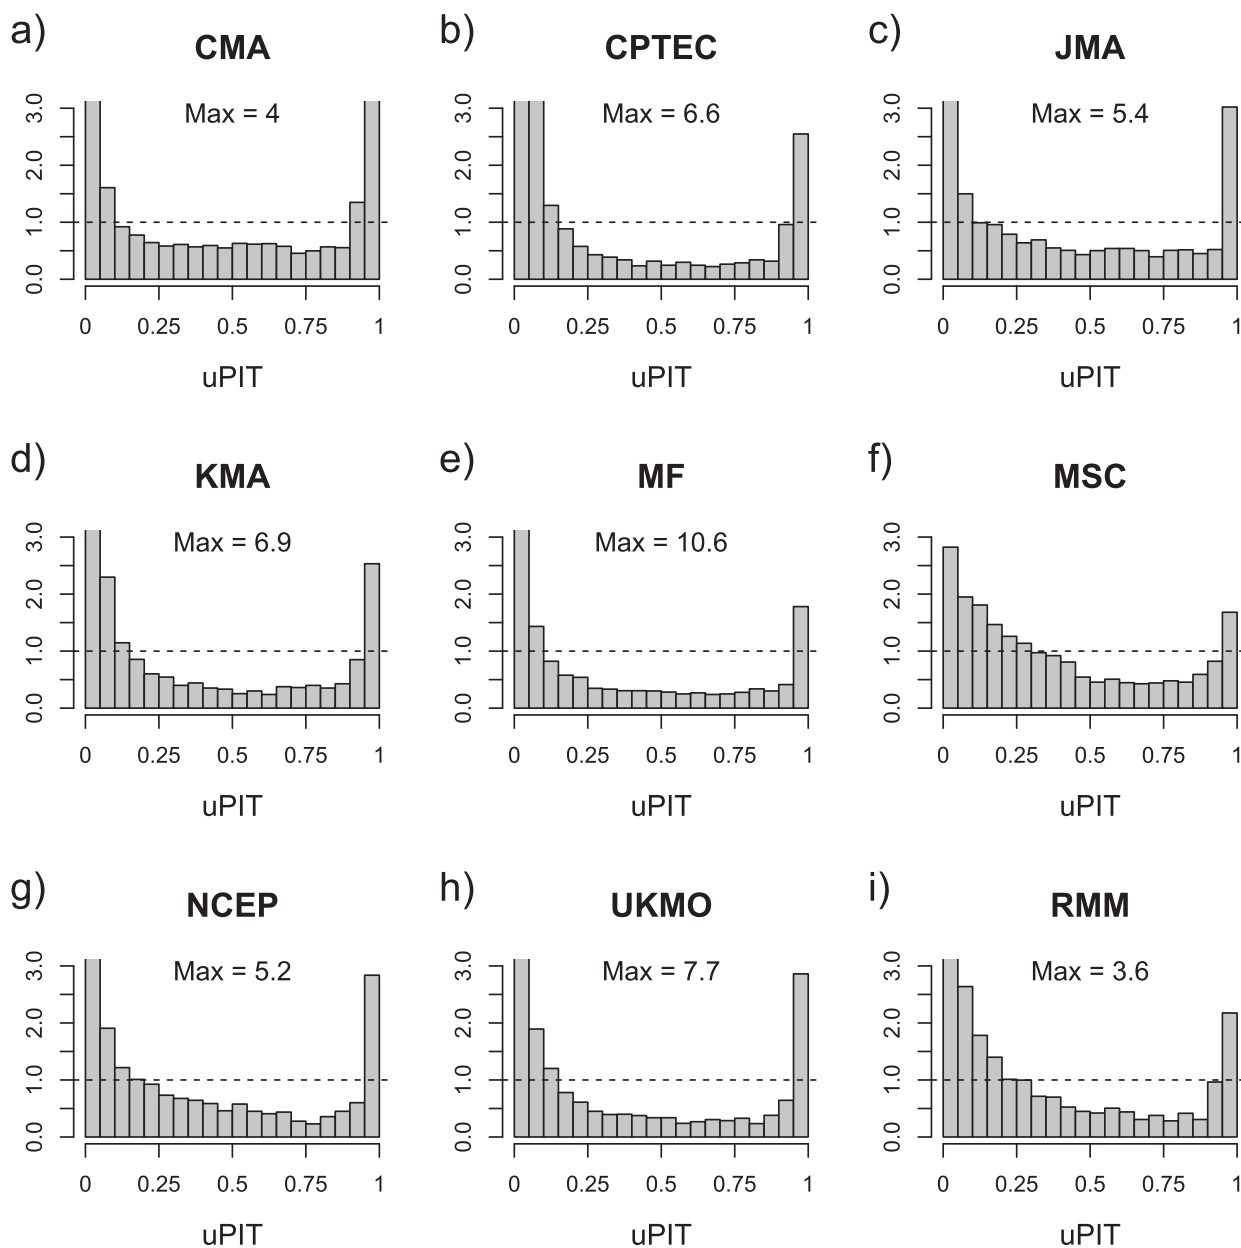 a) CMA
Max = 4
0.0 1.0 2.0 3.0
0 0.25 0.5 0.75 1
uPIT
b) CPTEC
Max = 6.6
0.0 1.0 2.0 3.0
0 0.25 0.5 0.75 1
uPIT
c) JMA
Max = 5.4
0.0 1.0 2.0 3.0
0 0.25 0.5 0.75 1
uPIT
d) KMA
Max = 6.9
0.0 1.0 2.0 3.0
0 0.25 0.5 0.75 1
uPIT
e) MF
Max = 10.6
0.0 1.0 2.0 3.0
0 0.25 0.5 0.75 1
uPIT
f) MSC
0.0 1.0 2.0 3.0
0 0.25 0.5 0.75 1
uPIT
g) NCEP
Max = 5.2
0.0 1.0 2.0 3.0
0 0.25 0.5 0.75 1
uPIT
h) UKMO
Max = 7.7
0.0 1.0 2.0 3.0
0 0.25 0.5 0.75 1
uPIT
i) RMM
Max = 3.6
0.0 1.0 2.0 3.0
0 0.25 0.5 0.75 1
uPIT